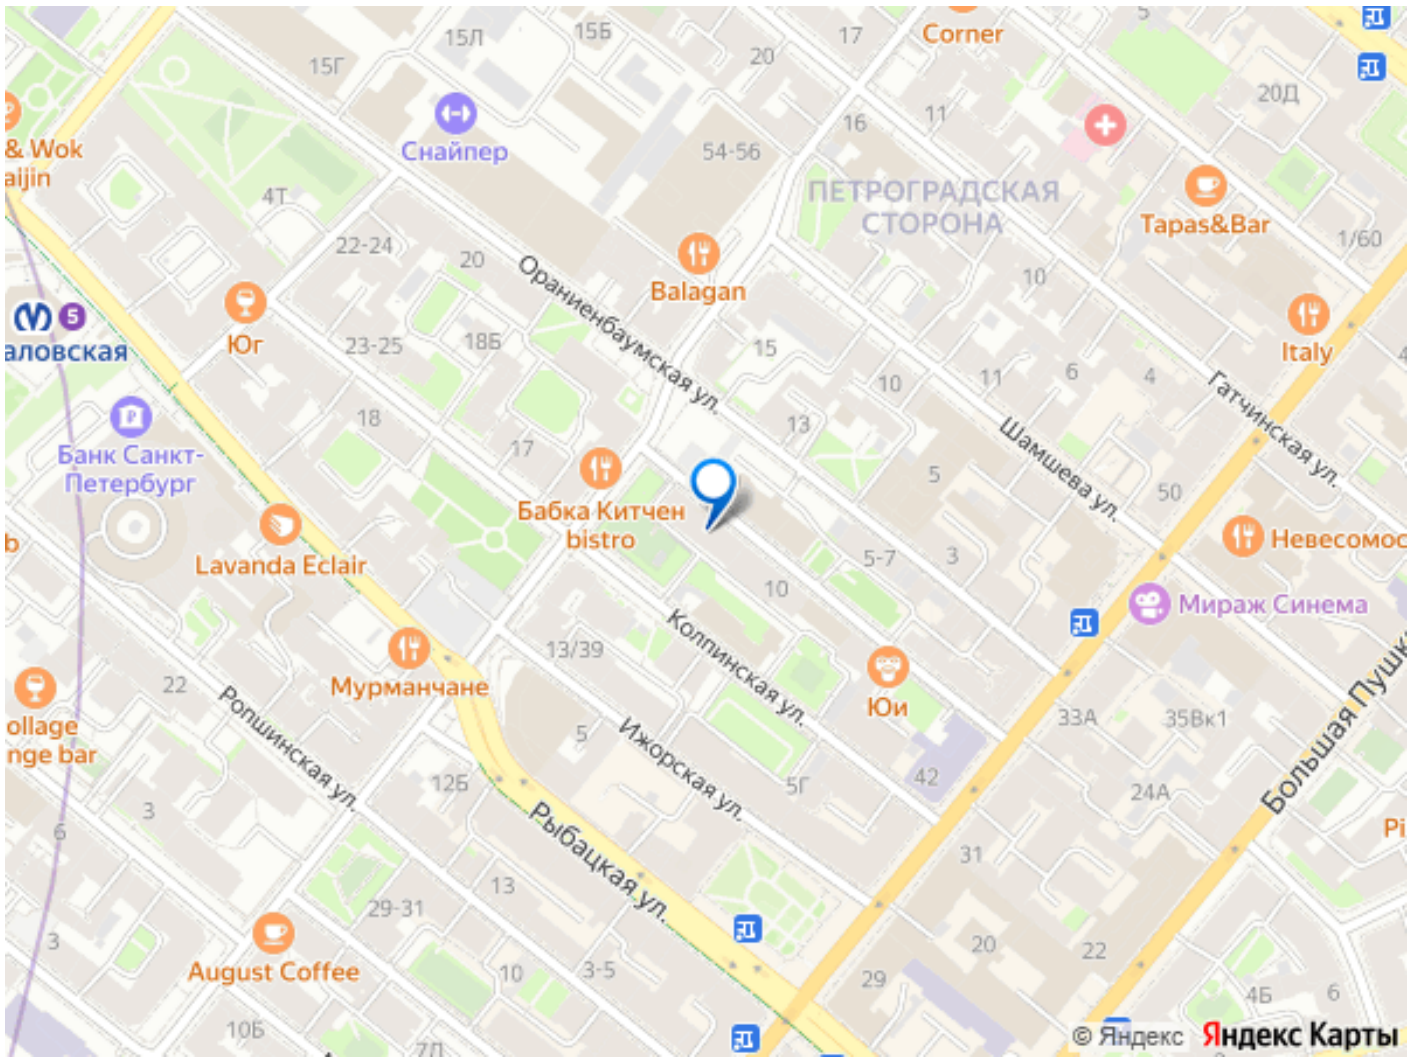 15Л
15Б
17
Corner
5
20
15Г
20Д
11
16
& Wok
aijin
Снайпер
54-56
4Т
ПЕТРОГРАДСКАЯ
СТОРОНА
Tapas&Bar
22-24
20
1/60
Balagan
10
Ораниенбаумская ул.
5
аловская
Юг
23-25
18Б
15
Italy
4
10
11
6
4
Гатчинская ул.
18
17
13
Шамшева ул.
Банк Санкт-
Петербург
5
50
Бабка Китчен
bistro
b
Lavanda Eclair
5-7
3
Невесомос
10
Колпинская ул.
Мираж Синема
13/39
Мурманчане
22
Юи
Ропшинская ул.
33А
35Вк1
Большая Пушк
ollage
nge bar
5
Ижорская ул.
12Б
5Г
42
24А
3
6
Рыбацкая ул.
Pi
31
13
29-31
3
20
22
August Coffee
10
3-5
29
4Б
6
10Б
7Л
© Яндекс Яндекс Карты